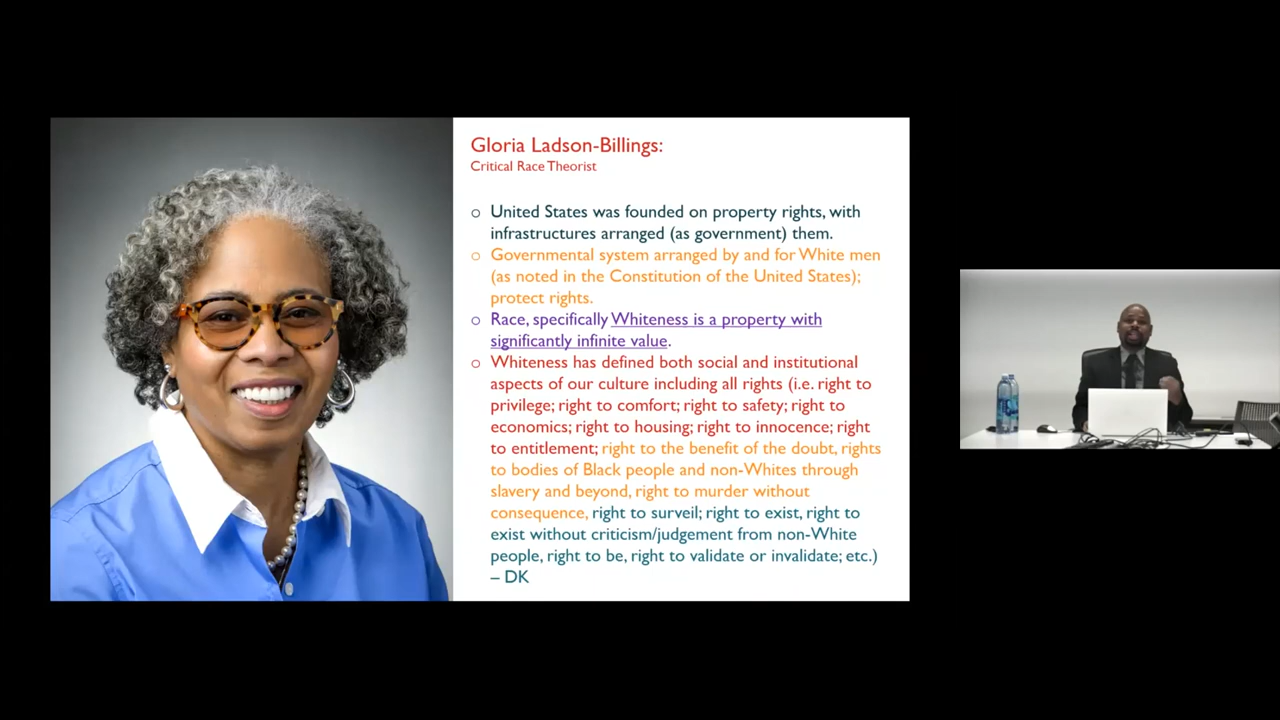 Gloria Ladson-Billings:
Critical Race Theorist
○ United States was founded on property rights, with
infrastructures arranged (as government) them.
○ Governmental system arranged by and for White men
(as noted in the Constitution of the United States);
protect rights.
○ Race, specifically Whiteness is a property with
significantly infinite value.
○ Whiteness has defined both social and institutional
aspects of our culture including all rights (i.e. right to
privilege; right to comfort; right to safety; right to
economics; right to housing; right to innocence; right
to entitlement; right to the benefit of the doubt, rights
to bodies of Black people and non-Whites through
slavery and beyond, right to murder without
consequence, right to surveil; right to exist, right to
exist without criticism/judgement from non-White
people, right to be, right to validate or invalidate; etc.)
– DK